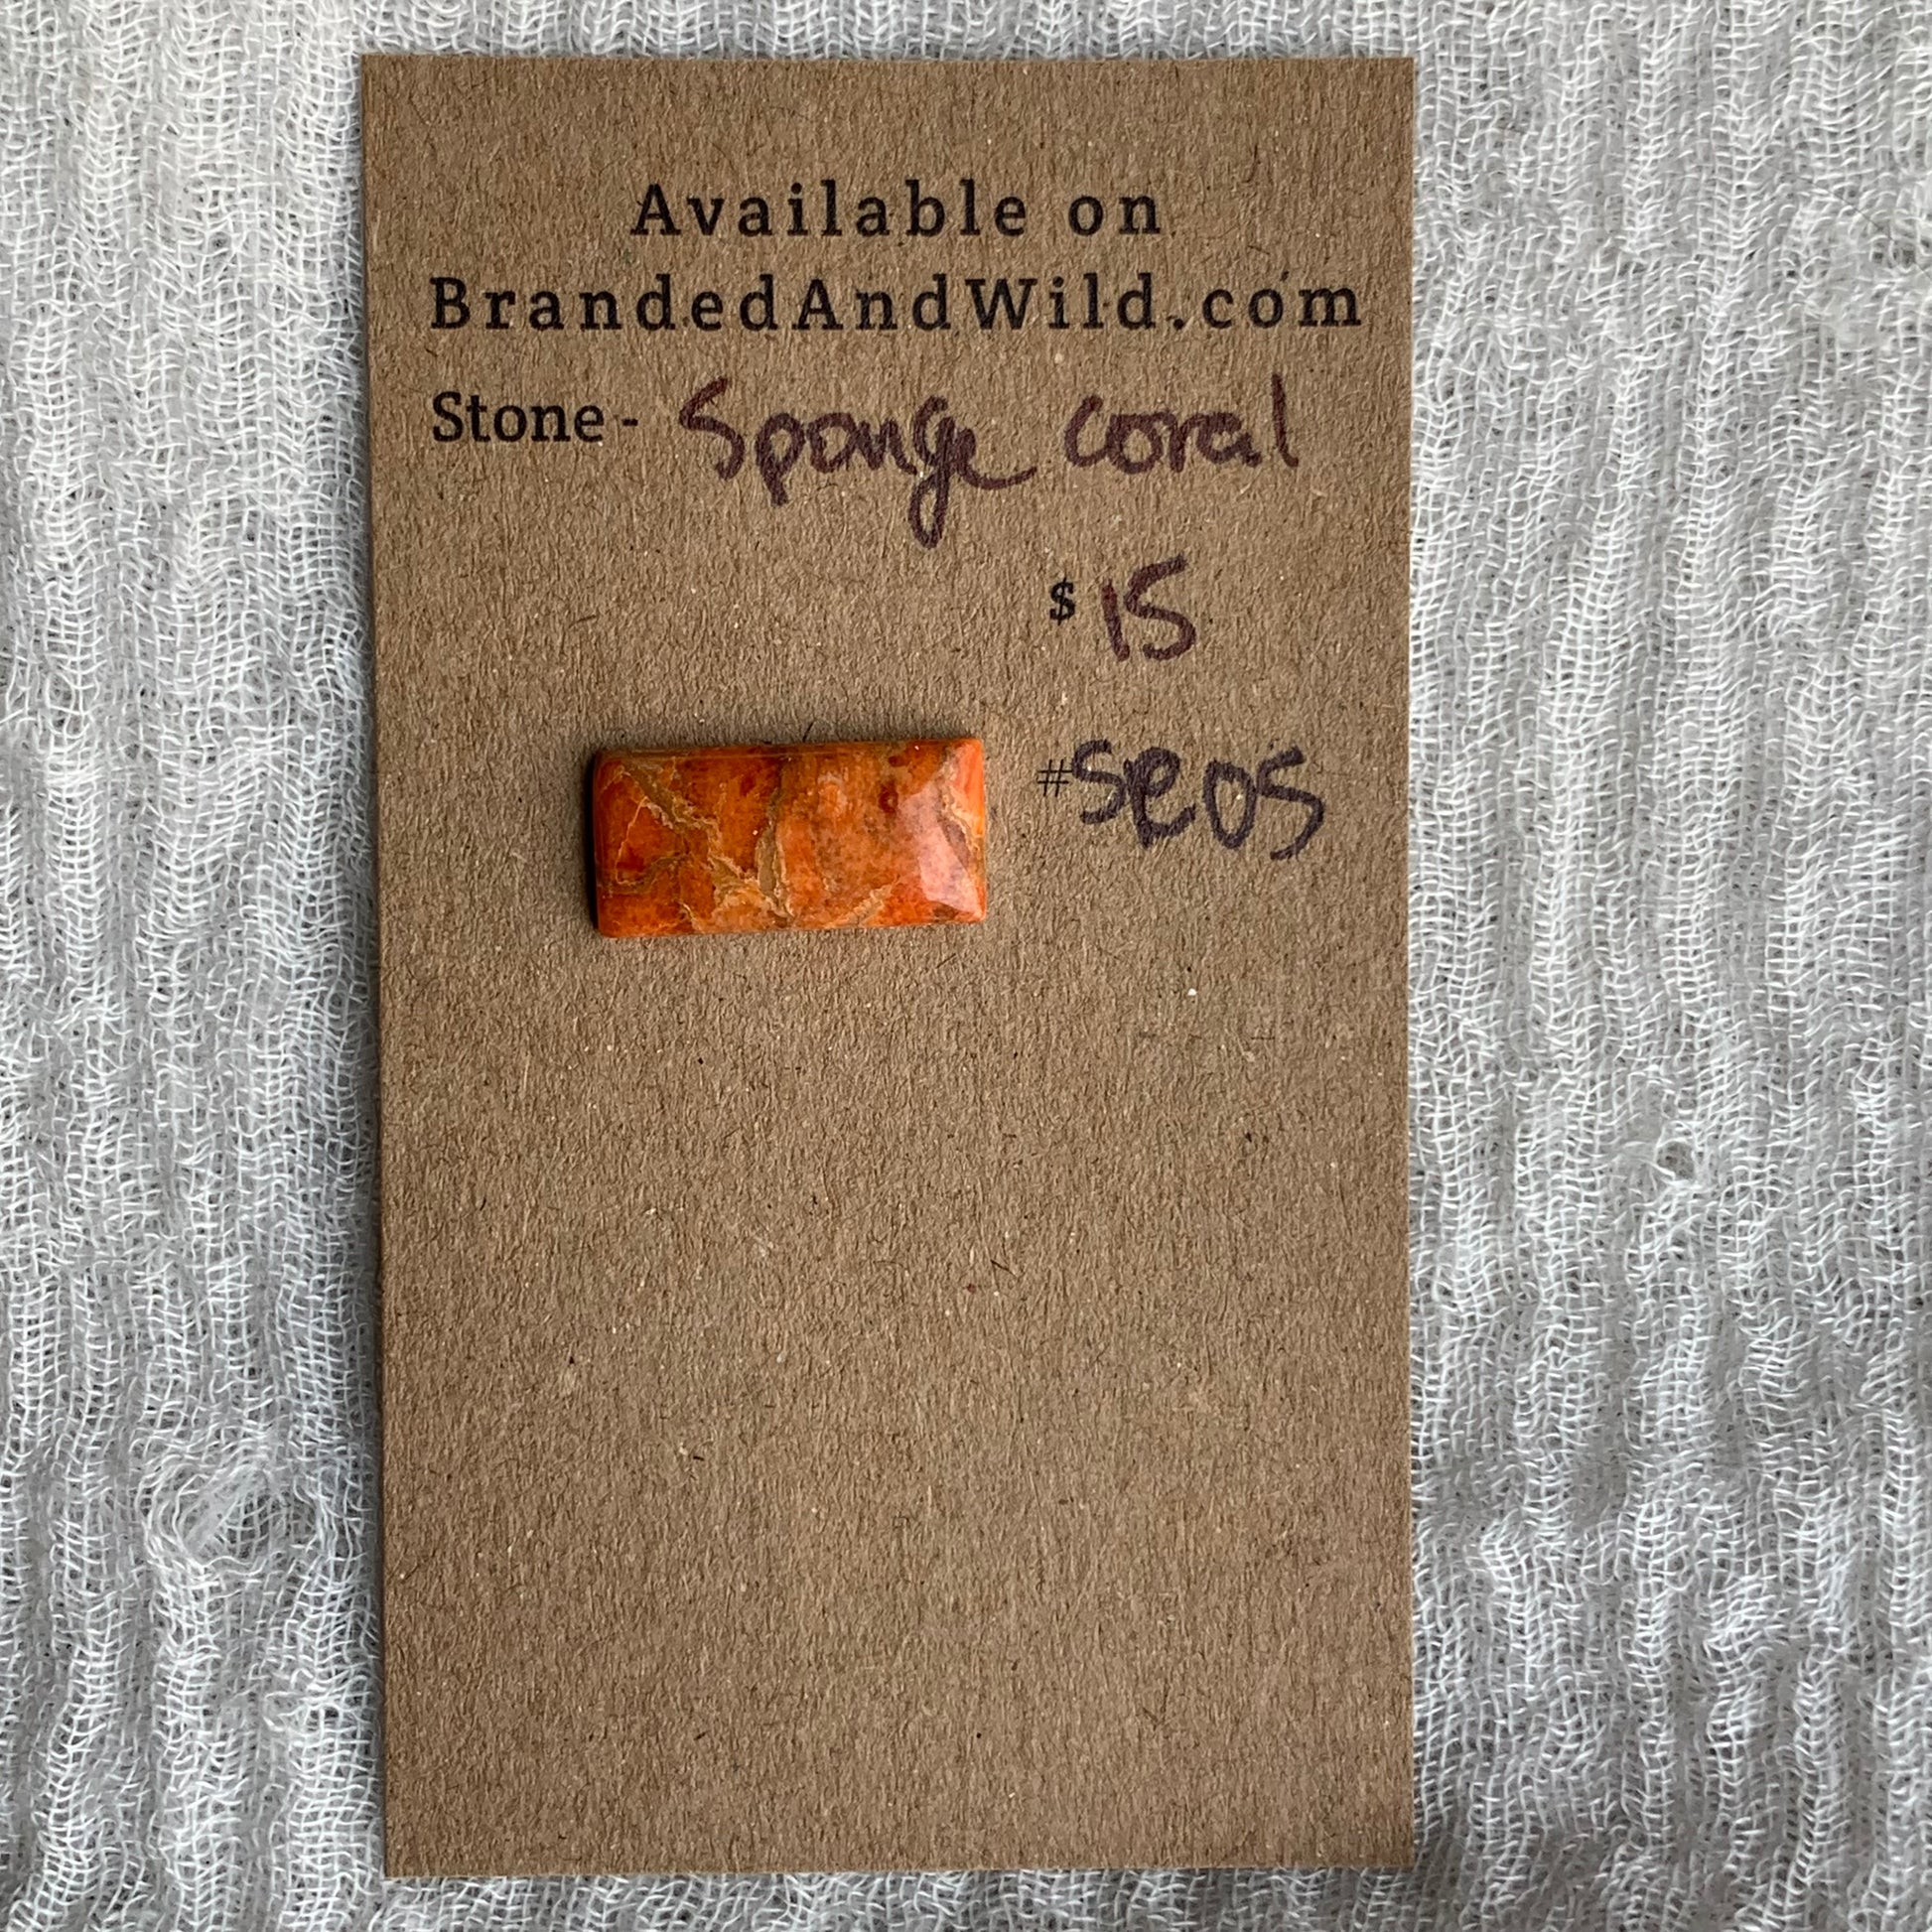 Available on
BrandedAndWild.com
Stone - Sponge coral
$ 15
#SC05